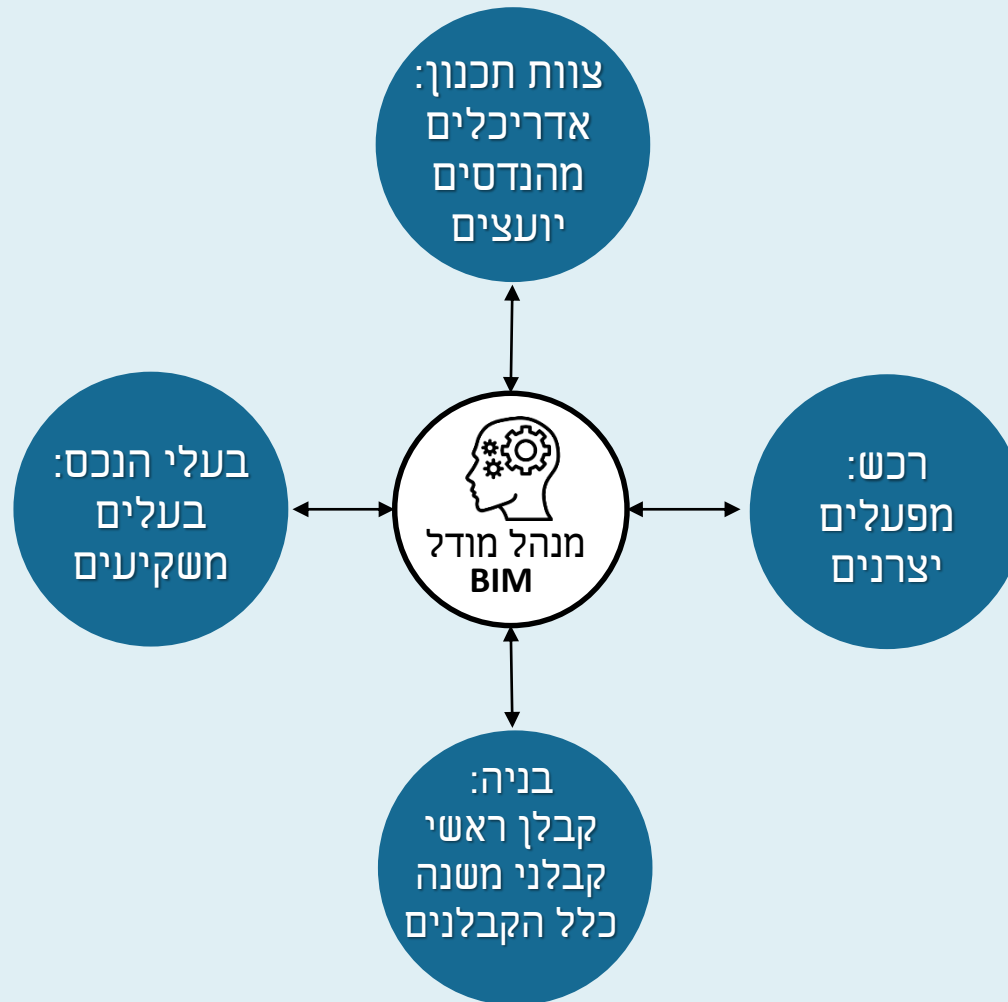 צוות תכנון:
אדריכלים
מהנדסים
יועצים
רכש:
מפעלים
יצרנים
מנהל מודל
BIM
בעלי הנכס:
בעלים
משקיעים
בניה:
קבלן ראשי
קבלני משנה
כלל הקבלנים